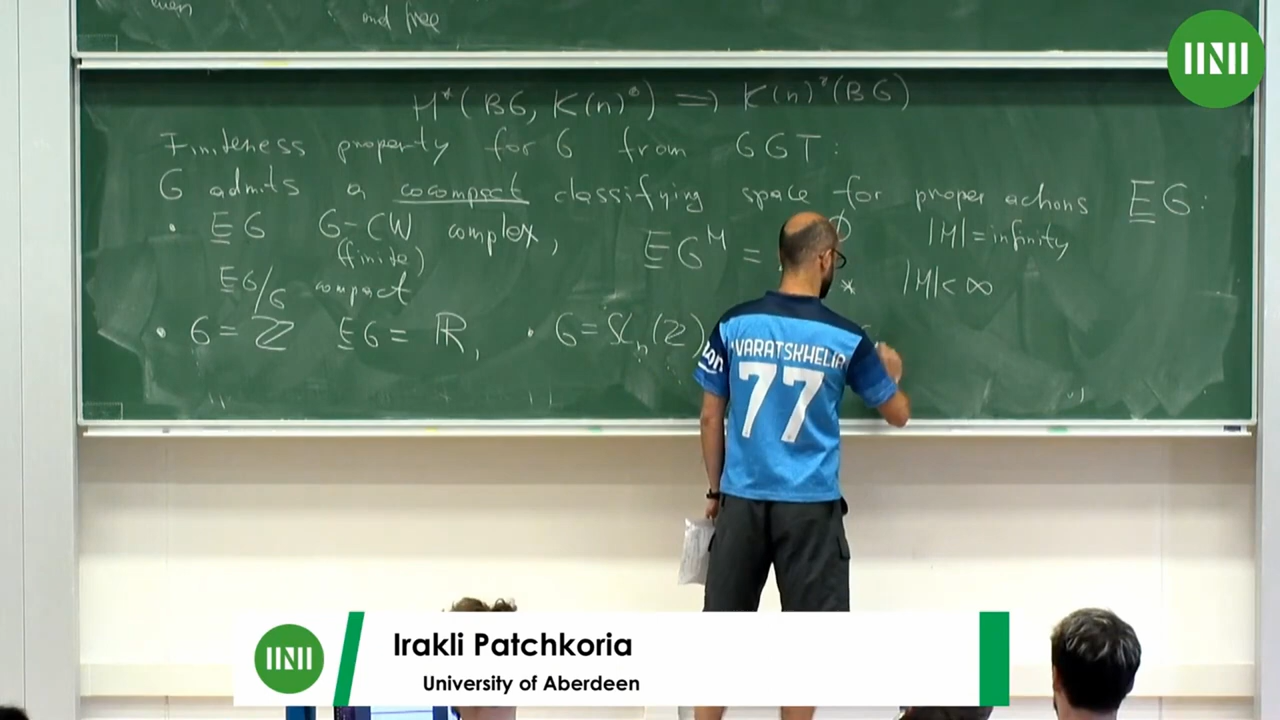 and free
H*(BG, K(n)*) ⇒ K(n)*(BG)
Finiteness property for G from GGT:
G admits a cocompact classifying space for proper actions E̲G:
• E̲G G-CW complex, E̲G^M = ∅ |M| = infinity
(finite)
E̲G/G compact * |M| < ∞
• G = ℤ E̲G = ℝ, • G = SL_n(ℤ)
VARATSKHELIA
77
Irakli Patchkoria
University of Aberdeen